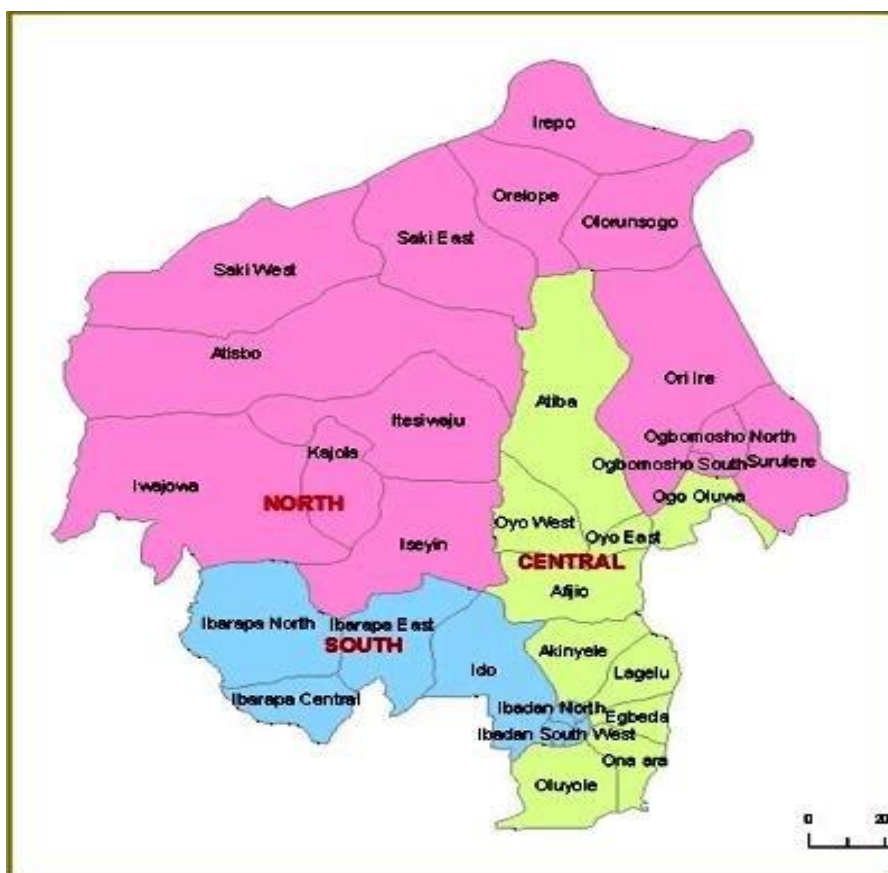 Irepo
Orelope
Olorunsogo
Saki East
Saki West
Atisbo
Ori Ire
Atiba
Itesiwaju
Ogbomosho North
Kajola
Ogbomosho South
Surulere
Iwajowa
Ogo Oluwa
NORTH
Oyo West
Oyo East
Iseyin
CENTRAL
Afijio
Ibarapa North
Ibarapa East
SOUTH
Akinyele
Ido
Lagelu
Ibarapa Central
Ibadan North
Egbeda
Ibadan South West
Ona ara
Oluyole
0